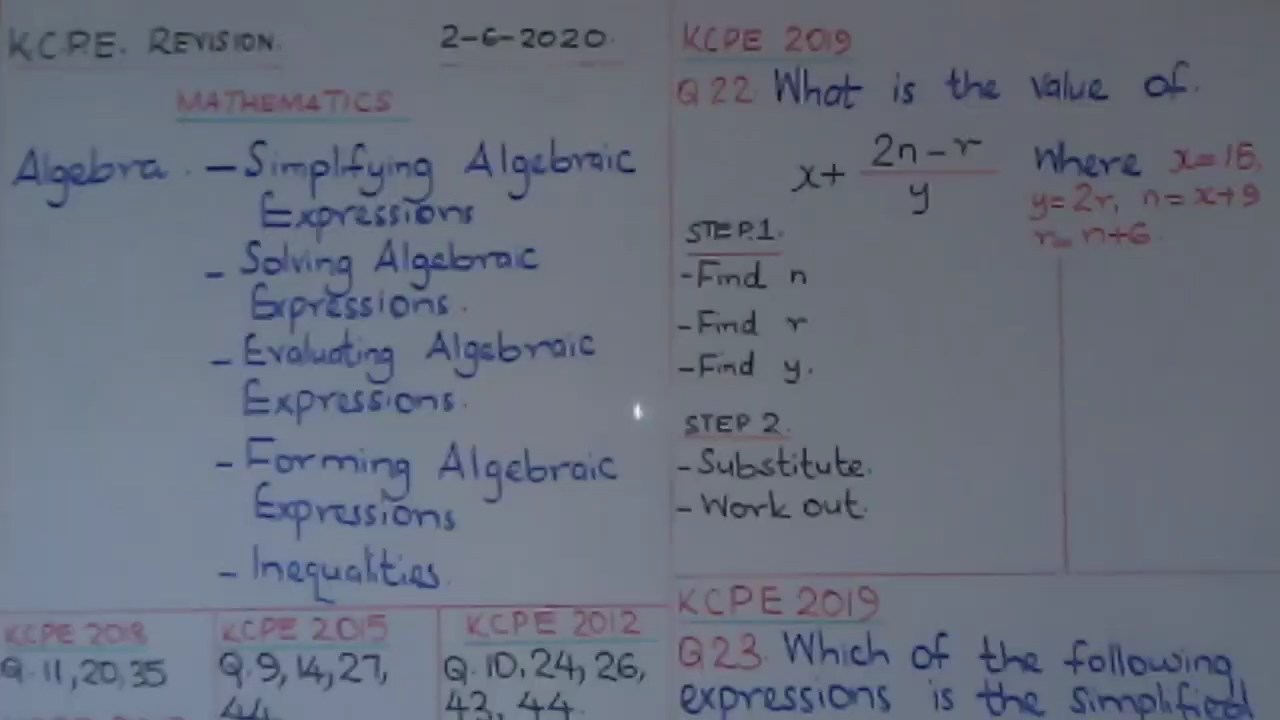 KCPE. REVISION. 2-6-2020.
MATHEMATICS
Algebra. - Simplifying Algebraic
Expressions
- Solving Algebraic
Expressions.
- Evaluating Algebraic
Expressions.
- Forming Algebraic
Expressions
- Inequalities.
KCPE 2018
Q.11,20,35
KCPE 2015
Q.9,14,27,
44
KCPE 2012
Q.10,24,26,
43, 44.
KCPE 2019
Q22 What is the value of.
x+ 2n-r / y where x=15,
y=2r, n=x+9
r=n+6.
STEP.1.
-Find n
-Find r
-Find y.
STEP 2.
-Substitute.
-Work out.
KCPE 2019
Q23. Which of the following
expressions is the simplified